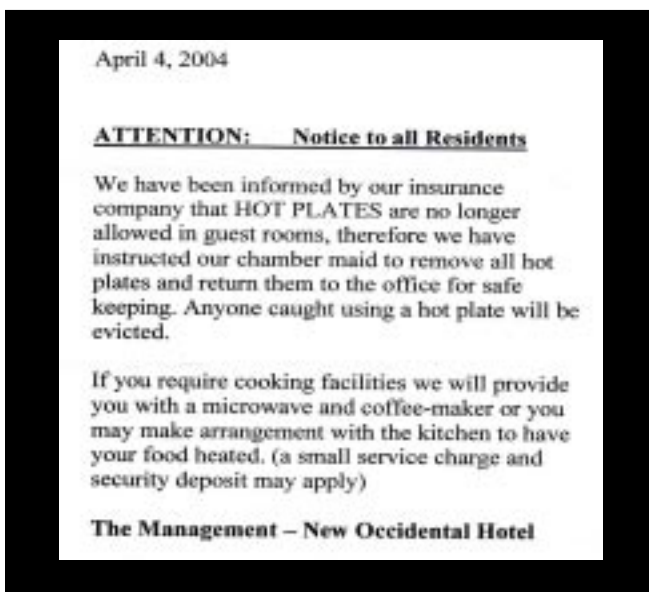 April 4, 2004
ATTENTION: Notice to all Residents
We have been informed by our insurance
company that HOT PLATES are no longer
allowed in guest rooms, therefore we have
instructed our chamber maid to remove all hot
plates and return them to the office for safe
keeping. Anyone caught using a hot plate will be
evicted.
If you require cooking facilities we will provide
you with a microwave and coffee-maker or you
may make arrangement with the kitchen to have
your food heated. (a small service charge and
security deposit may apply)
The Management – New Occidental Hotel